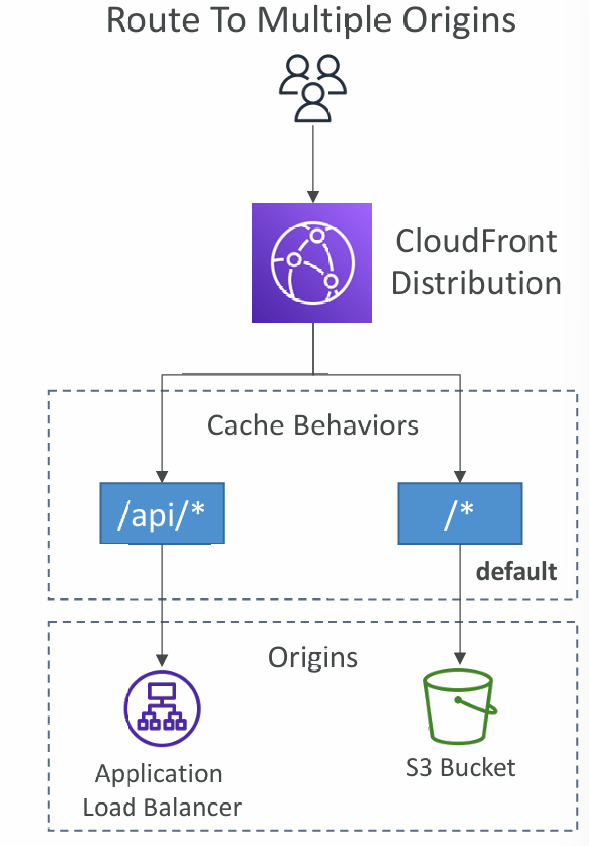 Route To Multiple Origins
CloudFront
Distribution
Cache Behaviors
/api/*
/*
default
Origins
Application
Load Balancer
S3 Bucket